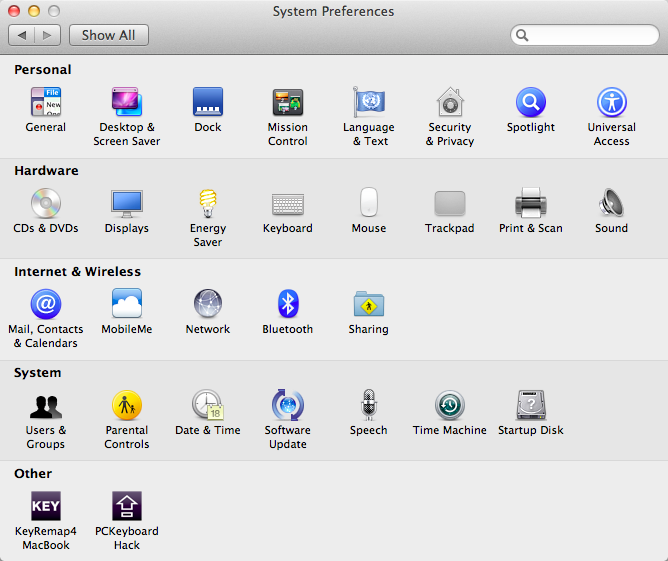 System Preferences
Show All
Personal
File
New
One
General
Desktop &
Screen Saver
Dock
Mission
Control
Language
& Text
Security
& Privacy
Spotlight
Universal
Access
Hardware
CDs & DVDs
Displays
Energy
Saver
Keyboard
Mouse
Trackpad
Print & Scan
Sound
Internet & Wireless
@
Mail, Contacts
& Calendars
MobileMe
Network
Bluetooth
Sharing
System
18
?
Users &
Groups
Parental
Controls
Date & Time
Software
Update
Speech
Time Machine
Startup Disk
Other
KEY
KeyRemap4
MacBook
PCKeyboard
Hack